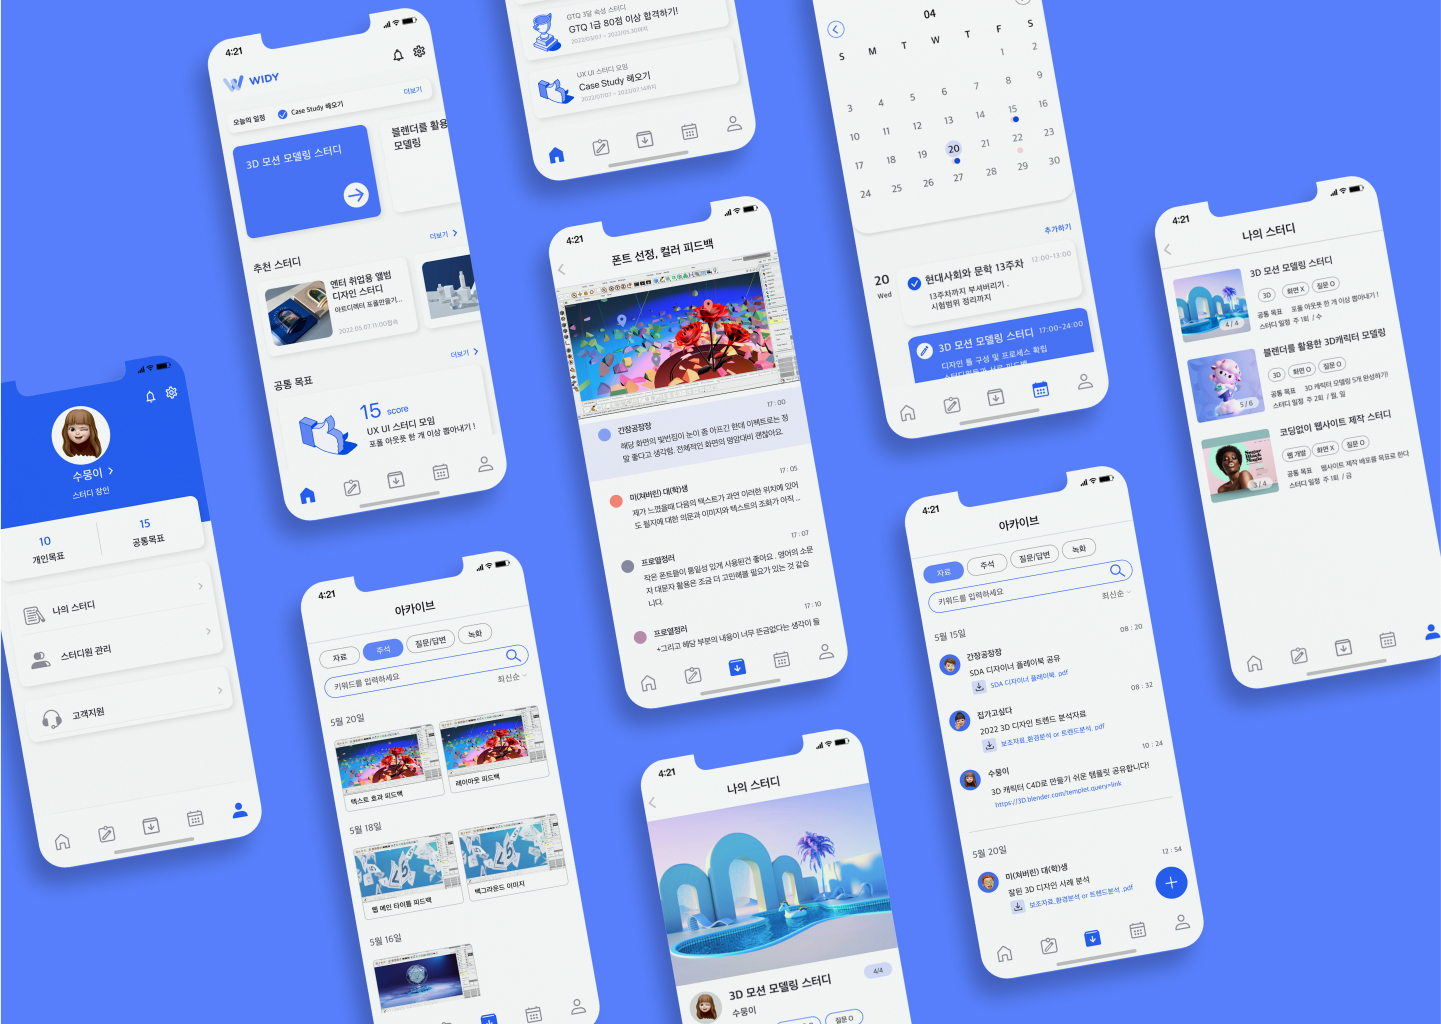 4:21
WIDY
오늘의 일정
Case Study 해오기
더보기
3D 모션 모델링 스터디
블렌더를 활용
모델링
더보기
추천 스터디
엔터 취업용 앨범
디자인 스터디
아트디렉터 포폴만들기...
2022.05.07.11:00접속
더보기
공통 목표
15 score
UX UI 스터디 모임
포폴 아웃풋 한 개 이상 뽑아내기 !
GTQ 3달 속성 스터디
GTQ 1급 80점 이상 합격하기!
2022/03/07 ~ 2022/05.30까지
UX UI 스터디 모임
Case Study 해오기
2022/07/07 ~ 2022/07.14까지
04
S M T W T F S
1 2
3 4 5 6 7 8 9
10 11 12 13 14 15 16
17 18 19 20 21 22 23
24 25 26 27 28 29 30
추가하기
20
Wed
현대사회와 문학 13주차
12:00-13:00
13주차까지 부셔버리기 .
시험범위 정리까지
3D 모션 모델링 스터디
17:00-24:00
디자인 툴 구성 및 프로세스 확립
4:21
나의 스터디
3D 모션 모델링 스터디
3D
화면 X
질문 O
공통 목표 포폴 아웃풋 한 개 이상 뽑아내기 !
스터디 일정 주 1회 / 수
4 / 4
블렌더를 활용한 3D캐릭터 모델링
3D
화면 O
질문 O
공통 목표 3D 캐릭터 모델링 5개 완성하기!
스터디 일정 주 2회 / 월, 일
5 / 6
코딩없이 웹사이트 제작 스터디
웹 개발
화면 X
질문 O
공통 목표 웹사이트 제작 배포를 목표로 한다
스터디 일정 주 1회 / 금
3 / 4
수뭉이
스터디 장인
10
개인목표
15
공통목표
나의 스터디
스터디원 관리
고객지원
4:21
폰트 선정, 컬러 피드백
17 : 00
간장공장장
해당 화면의 빛번짐이 눈이 좀 아프긴 한데 이펙트로는 정
말 좋다고 생각함. 전체적인 화면의 명암대비 괜찮아요.
17 : 05
미(쳐버린) 대(학)생
제가 느꼈을때 다음의 텍스트가 과연 이러한 위치에 있어
도 될지에 대한 의문과 이미지와 텍스트의 조화가 아직 ...
17 : 07
프로열정러
작은 폰트들이 통일성 있게 사용된건 좋아요 . 영어의 소문
자 대문자 활용은 조금 더 고민해볼 필요가 있는 것 같습
니다.
17 : 10
프로열정러
+그리고 해당 부분의 내용이 너무 뜬금없다는 생각이 들
4:21
아카이브
자료
주석
질문/답변
녹화
키워드를 입력하세요
최신순
5월 20일
텍스트 효과 피드백
레이아웃 피드백
5월 18일
웹 메인 타이틀 피드백
백그라운드 이미지
5월 16일
4:21
나의 스터디
3D 모션 모델링 스터디
4/4
수뭉이
질문 O
4:21
아카이브
자료
주석
질문/답변
녹화
키워드를 입력하세요
최신순
5월 15일
08 : 20
간장공장장
SDA 디자이너 플레이북 공유
SDA 디자이너 플레이북. pdf
08 : 32
집가고싶다
2022 3D 디자인 트렌드 분석자료
보조자료_환경분석 or 트렌드분석. pdf
10 : 24
수뭉이
3D 캐릭터 C4D로 만들기 쉬운 템플릿 공유합니다!
https://3D.blender.com/templet.query=link
5월 20일
12 : 54
미(쳐버린) 대(학)생
잘된 3D 디자인 사례 분석
보조자료_환경분석 or 트렌드분석 .pdf